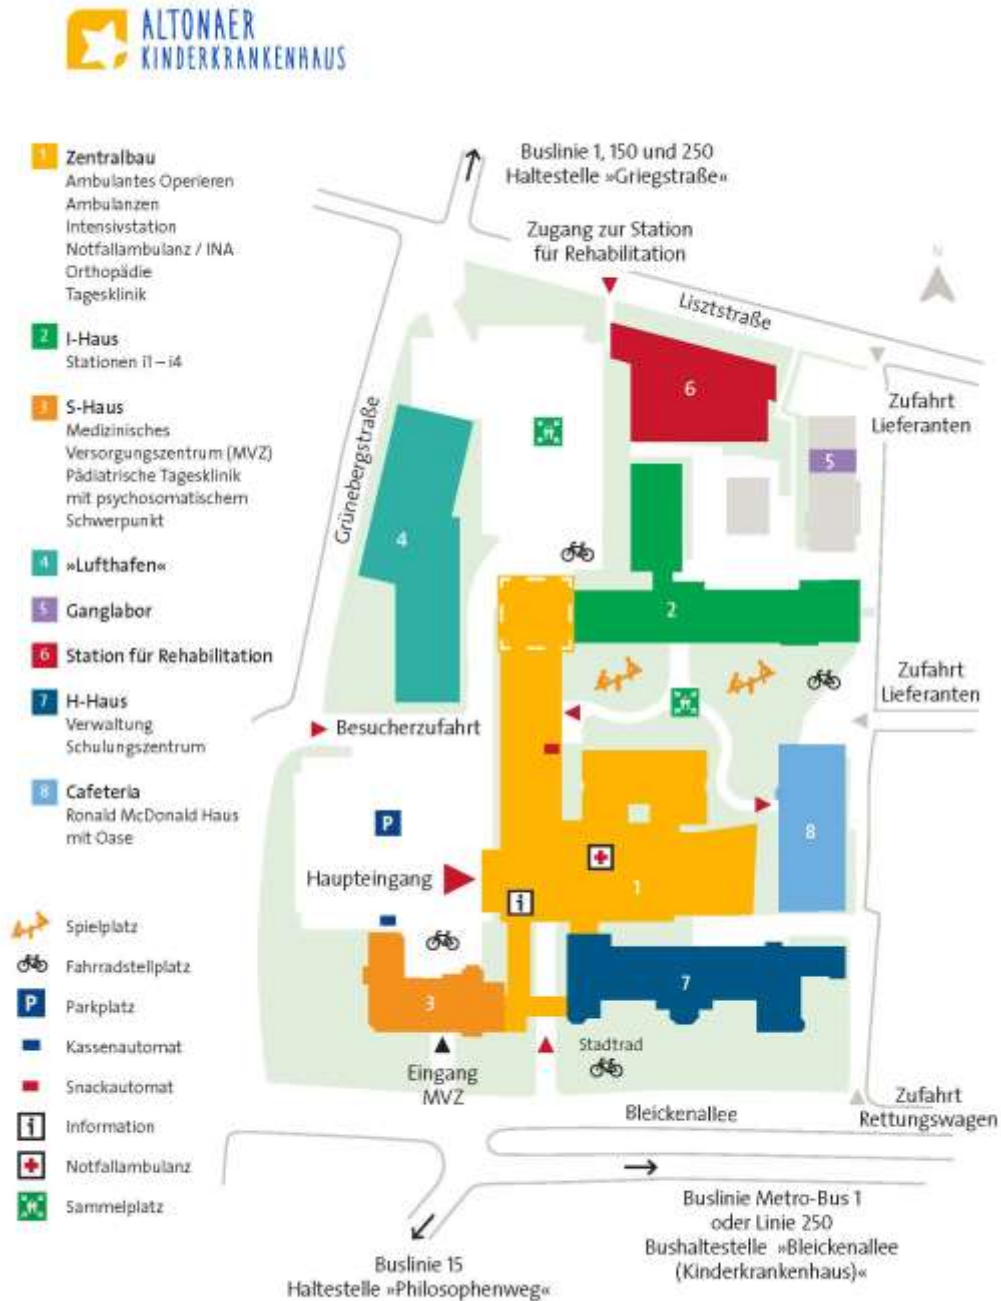 ALTONAER
KINDERKRANKENHAUS
1 Zentralbau
Ambulantes Operieren
Ambulanzen
Intensivstation
Notfallambulanz / INA
Orthopädie
Tagesklinik
2 I-Haus
Stationen i1 – i4
3 S-Haus
Medizinisches
Versorgungszentrum (MVZ)
Pädiatrische Tagesklinik
mit psychosomatischem
Schwerpunkt
4 »Lufthafen«
5 Ganglabor
6 Station für Rehabilitation
7 H-Haus
Verwaltung
Schulungszentrum
8 Cafeteria
Ronald McDonald Haus
mit Oase
Spielplatz
Fahrradstellplatz
P Parkplatz
Kassenautomat
Snackautomat
i Information
Notfallambulanz
Sammelplatz
Buslinie 1, 150 und 250
Haltestelle »Griegstraße«
Zugang zur Station
für Rehabilitation
N
Lisztstraße
6
Zufahrt
Lieferanten
5
Grünebergstraße
4
2
Zufahrt
Lieferanten
Besucherzufahrt
P
8
Haupteingang
1
i
7
3
Stadtrad
Eingang
MVZ
Zufahrt
Rettungswagen
Bleickenallee
Buslinie Metro-Bus 1
oder Linie 250
Bushaltestelle »Bleickenallee
(Kinderkrankenhaus)«
Buslinie 15
Haltestelle »Philosophenweg«